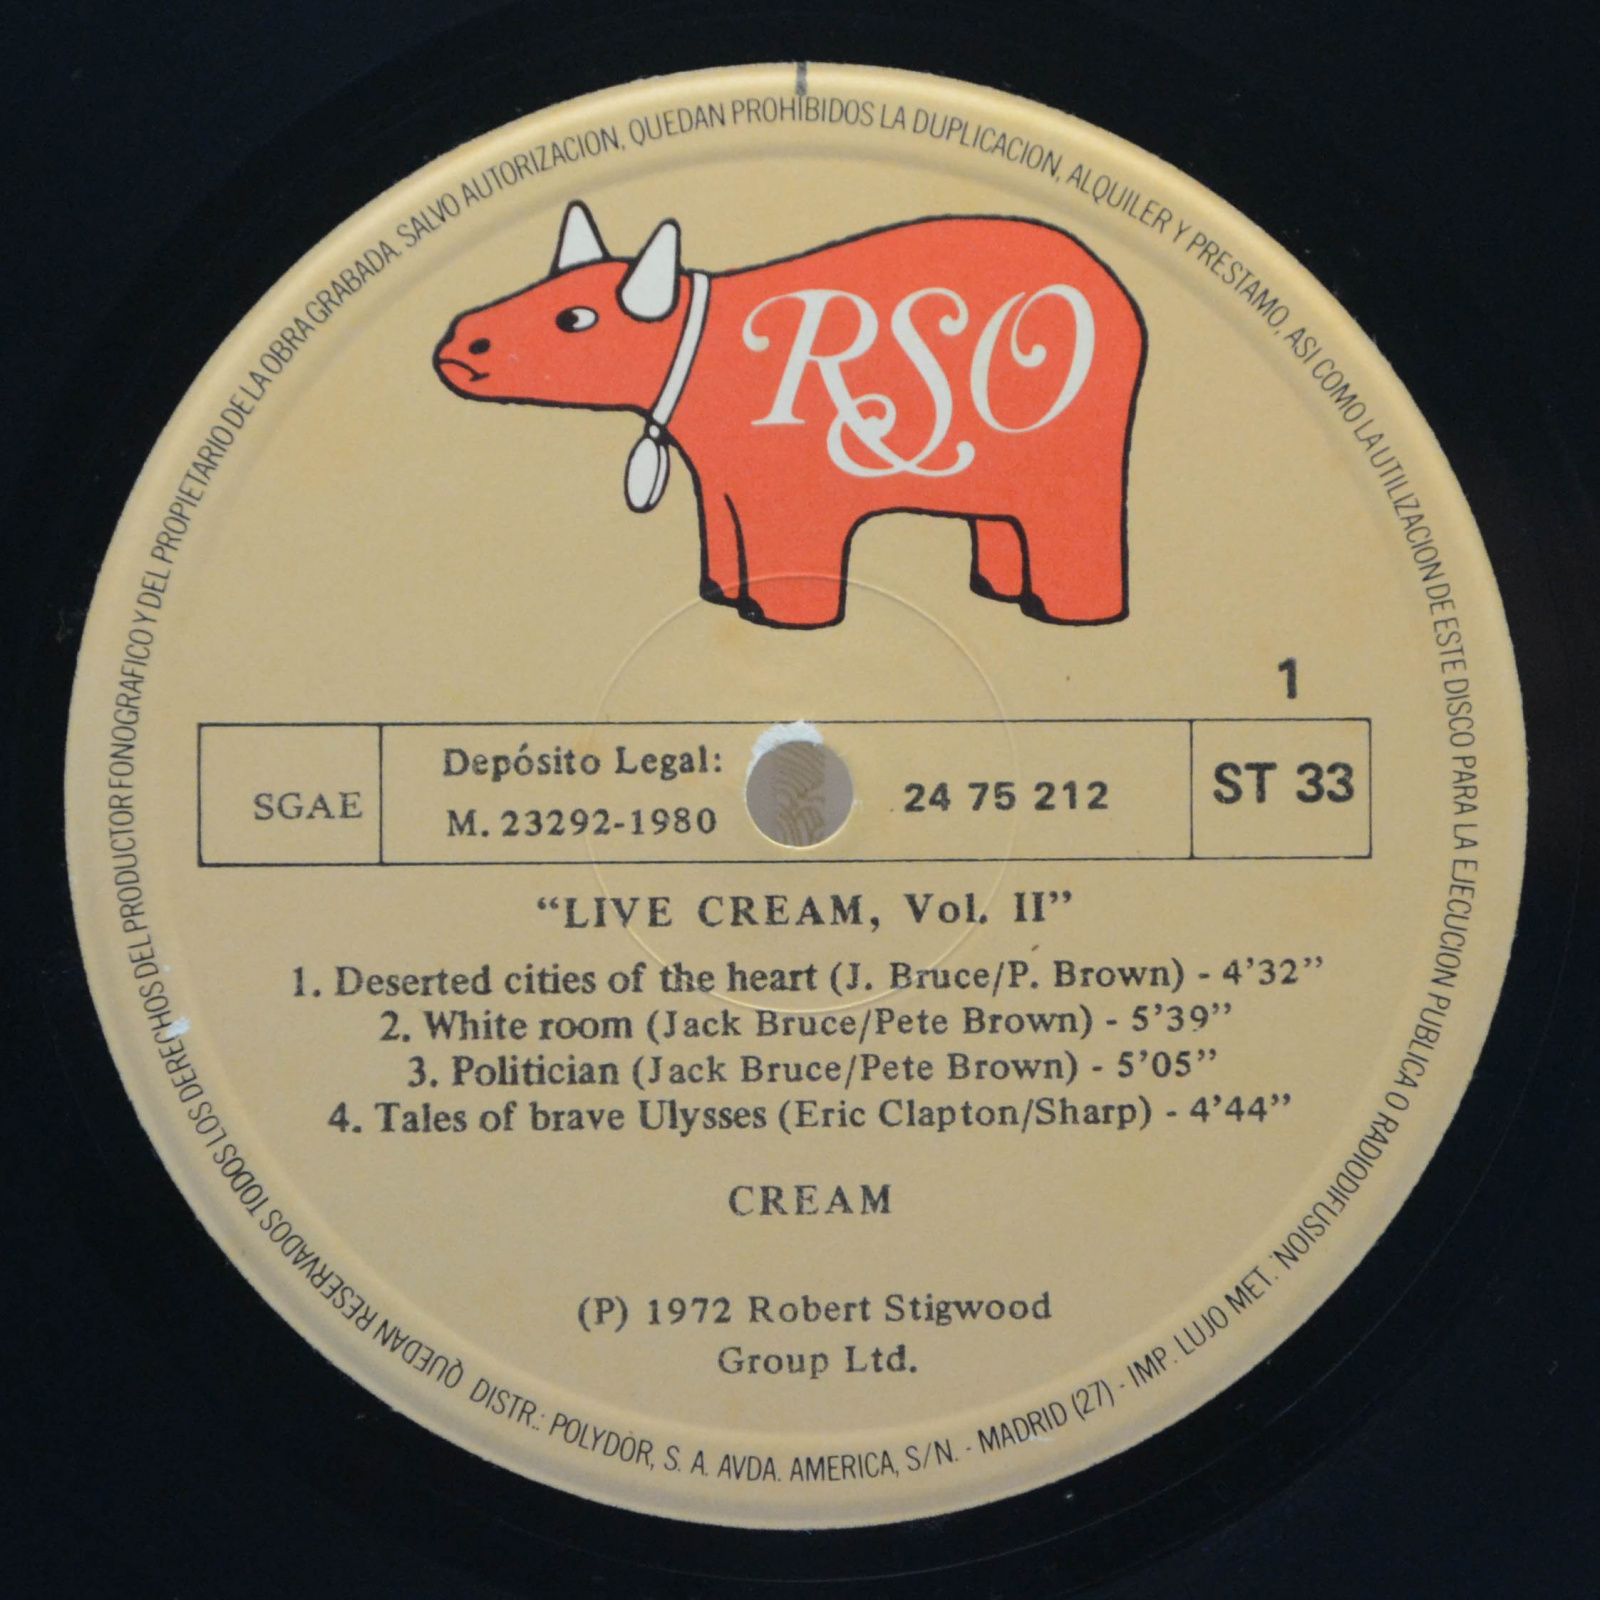 RSO
1
SGAE
Depósito Legal:
M. 23292-1980
24 75 212
ST 33
“LIVE CREAM, Vol. II”
1. Deserted cities of the heart (J. Bruce/P. Brown) - 4’32”
2. White room (Jack Bruce/Pete Brown) - 5’39”
3. Politician (Jack Bruce/Pete Brown) - 5’05”
4. Tales of brave Ulysses (Eric Clapton/Sharp) - 4’44”
CREAM
(P) 1972 Robert Stigwood
Group Ltd.
QUEDAN RESERVADOS TODOS LOS DERECHOS DEL PRODUCTOR FONOGRAFICO Y DEL PROPIETARIO DE LA OBRA GRABADA. SALVO AUTORIZACION, QUEDAN PROHIBIDOS LA DUPLICACION, ALQUILER Y PRESTAMO, ASI COMO LA UTILIZACION DE ESTE DISCO PARA LA EJECUCION PUBLICA O RADIODIFUSION.
DISTR.: POLYDOR, S. A. AVDA. AMERICA, S/N. - MADRID (27) - IMP. LUJO MET.